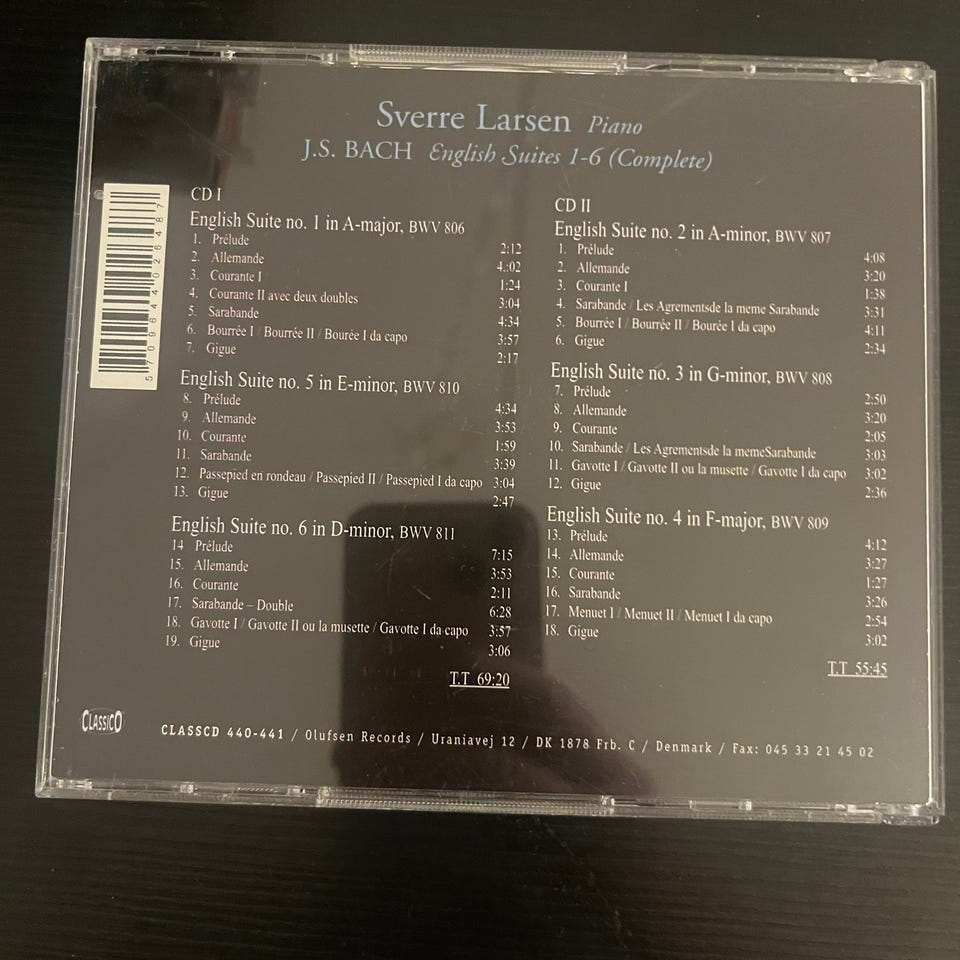 Sverre Larsen Piano
J.S. BACH English Suites 1-6 (Complete)
CD I
English Suite no. 1 in A-major, BWV 806
1. Prélude 2:12
2. Allemande 4.:02
3. Courante I 1:24
4. Courante II avec deux doubles 3:04
5. Sarabande 4:34
6. Bourrée I / Bourrée II / Bourée I da capo 3:57
7. Gigue 2:17
English Suite no. 5 in E-minor, BWV 810
8. Prélude 4:34
9. Allemande 3:53
10. Courante 1:59
11. Sarabande 3:39
12. Passepied en rondeau / Passepied II / Passepied I da capo 3:04
13. Gigue 2:47
English Suite no. 6 in D-minor, BWV 811
14 Prélude 7:15
15. Allemande 3:53
16. Courante 2:11
17. Sarabande – Double 6:28
18. Gavotte I / Gavotte II ou la musette / Gavotte I da capo 3:57
19. Gigue 3:06
T.T 69:20
CD II
English Suite no. 2 in A-minor, BWV 807
1. Prélude 4:08
2. Allemande 3:20
3. Courante I 1:38
4. Sarabande / Les Agrementsde la meme Sarabande 3:31
5. Bourrée I / Bourrée II / Bourée I da capo 4:11
6. Gigue 2:34
English Suite no. 3 in G-minor, BWV 808
7. Prélude 2:50
8. Allemande 3:20
9. Courante 2:05
10. Sarabande / Les Agrementsde la memeSarabande 3:03
11. Gavotte I / Gavotte II ou la musette / Gavotte I da capo 3:02
12. Gigue 2:36
English Suite no. 4 in F-major, BWV 809
13. Prélude 4:12
14. Allemande 3:27
15. Courante 1:27
16. Sarabande 3:26
17. Menuet I / Menuet II / Menuet I da capo 2:54
18. Gigue 3:02
T.T 55:45
5 709644 026487
CLASSICO
CLASSCD 440-441 / Olufsen Records / Uraniavej 12 / DK 1878 Frb. C / Denmark / Fax: 045 33 21 45 02